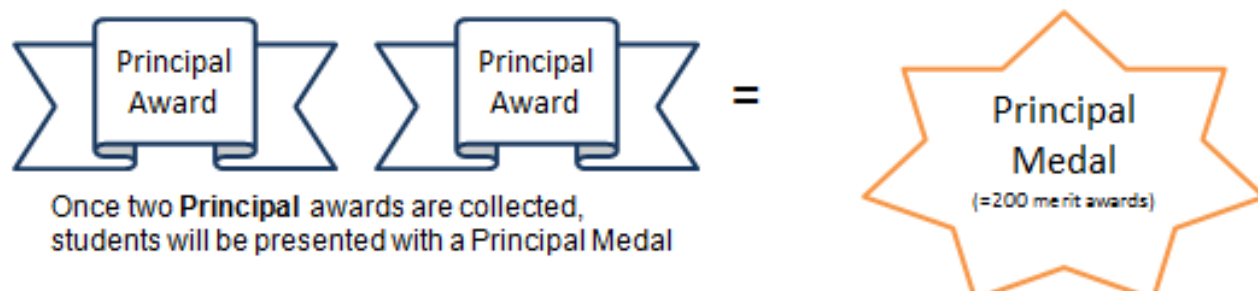 Principal
Award
Principal
Award
=
Principal
Medal
(=200 merit awards)
Once two Principal awards are collected,
students will be presented with a Principal Medal